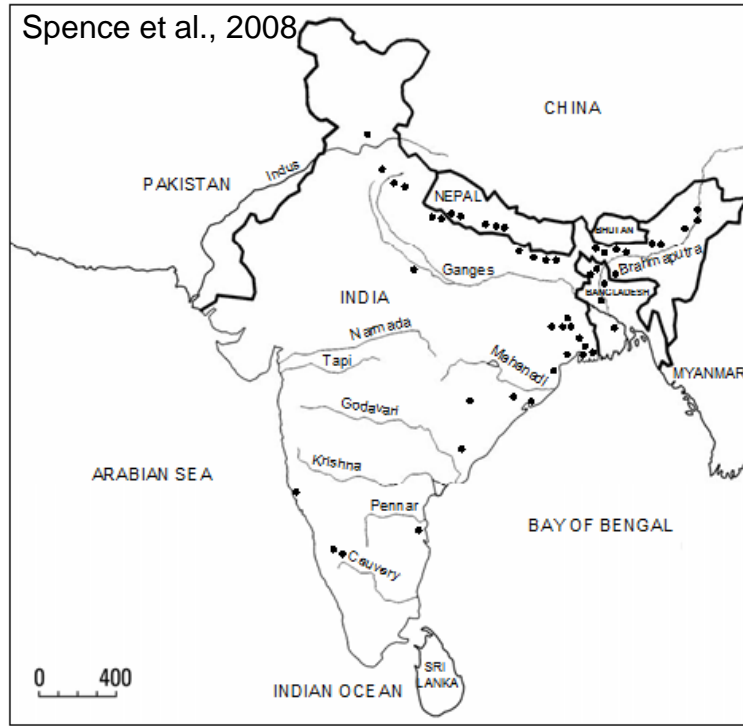 Spence et al., 2008
CHINA
PAKISTAN
Indus
NEPAL
BHUTAN
Brahmaputra
Ganges
BANGLADESH
INDIA
Narmada
Tapi
Mahanadi
MYANMAR
Godavari
Krishna
ARABIAN SEA
Pennar
BAY OF BENGAL
Cauvery
SRI
LANKA
0 400
INDIAN OCEAN